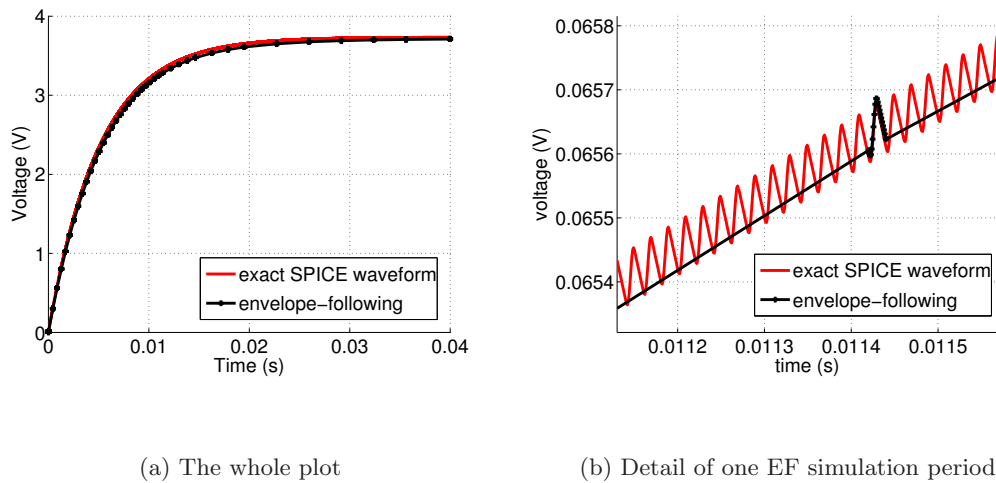 4
3
2
1
0
Voltage (V)
0
0.01
0.02
0.03
0.04
Time (s)
exact SPICE waveform
envelope−following
(a) The whole plot
0.0658
0.0657
0.0656
0.0655
0.0654
voltage (V)
0.0112
0.0113
0.0114
0.0115
time (s)
exact SPICE waveform
envelope−following
(b) Detail of one EF simulation period